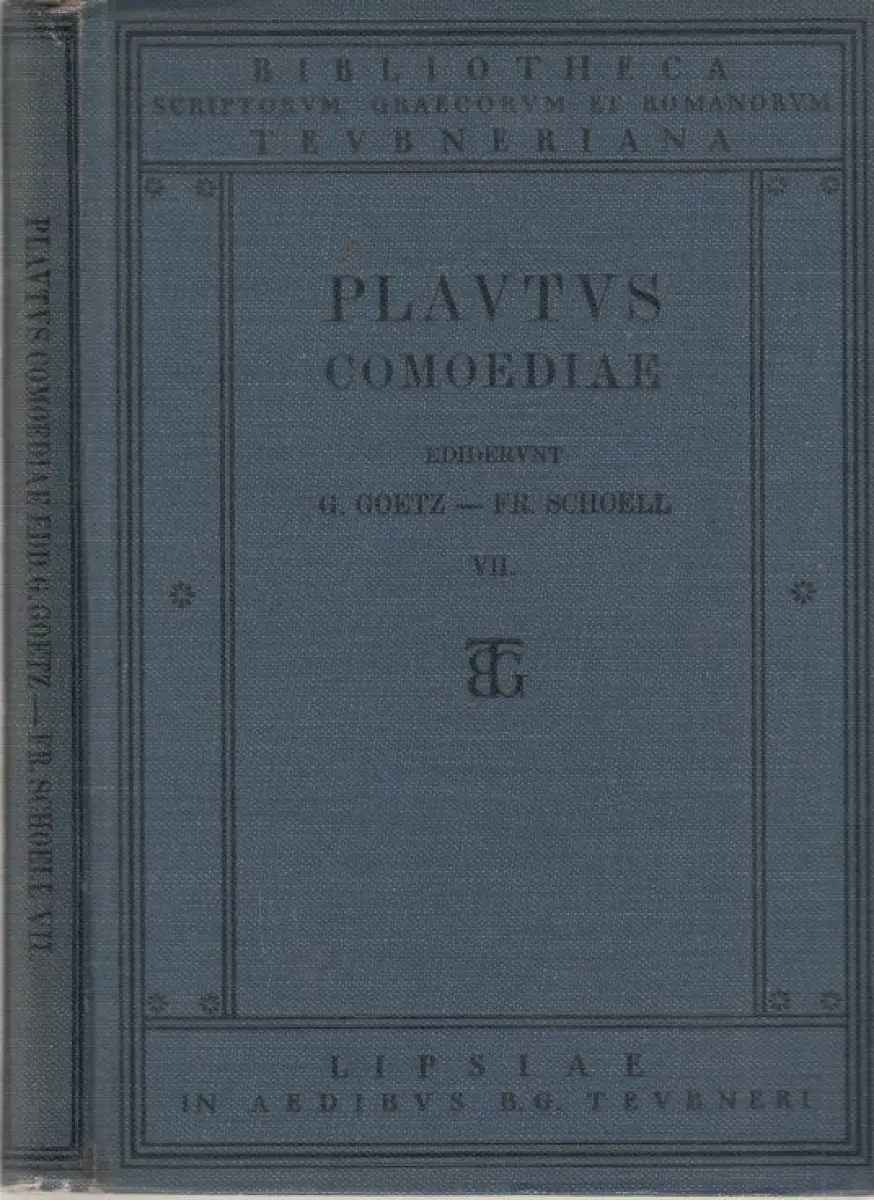 BIBLIOTHECA
SCRIPTORVM GRAECORVM ET ROMANORVM
TEVBNERIANA
PLAVTVS
COMOEDIAE
EDIDERVNT
G. GOETZ — FR. SCHOELL
VII.
BTG
LIPSIAE
IN AEDIBVS B. G. TEVBNERI
PLAVTVS COMOEDIAE EDD G. GOETZ — FR. SCHOELL VII.